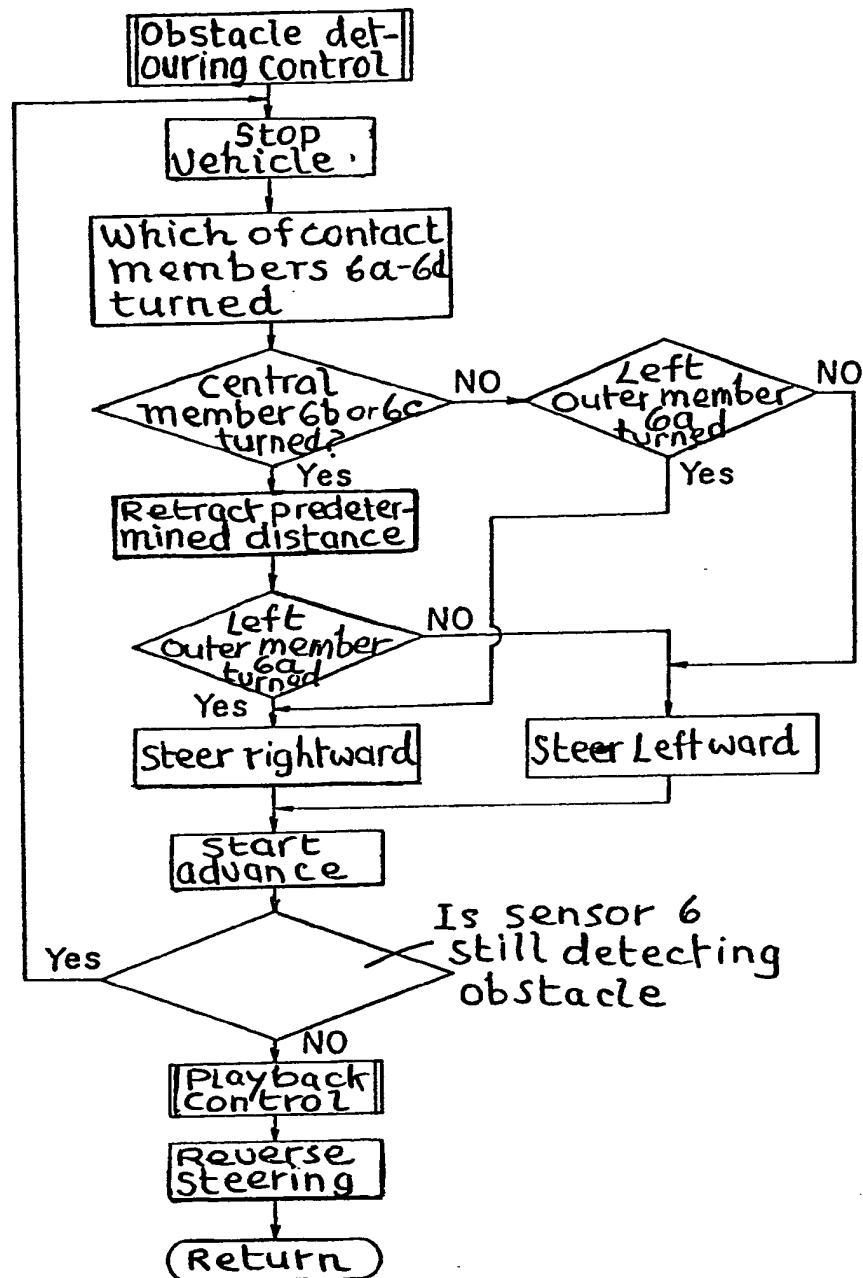 Obstacle det-
ouring control
Stop
Vehicle.
Which of contact
members 6a-6d
turned
Central
member 6b or 6c
turned?
NO
Left
Outer member
6a
turned
NO
Yes
Yes
Retract predeter-
mined distance
Left
Outer member
6a
turned
NO
Yes
Steer rightward
Steer Leftward
Start
advance
Is sensor 6
still detecting
obstacle
Yes
NO
Playback
Control
Reverse
Steering
Return